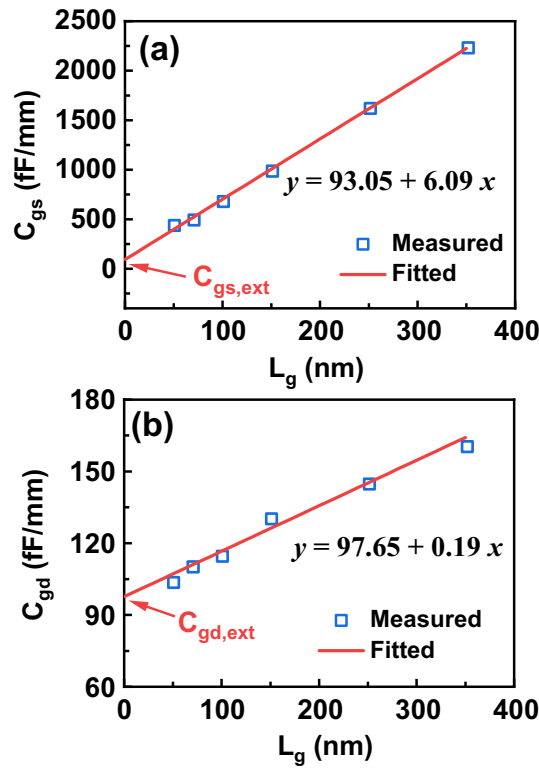 (a)
2500
2000
1500
1000
500
0
C_gs (fF/mm)
y = 93.05 + 6.09 x
Measured
Fitted
C_gs,ext
0 100 200 300 400
L_g (nm)
(b)
180
150
120
90
60
C_gd (fF/mm)
y = 97.65 + 0.19 x
C_gd,ext
Measured
Fitted
0 100 200 300 400
L_g (nm)